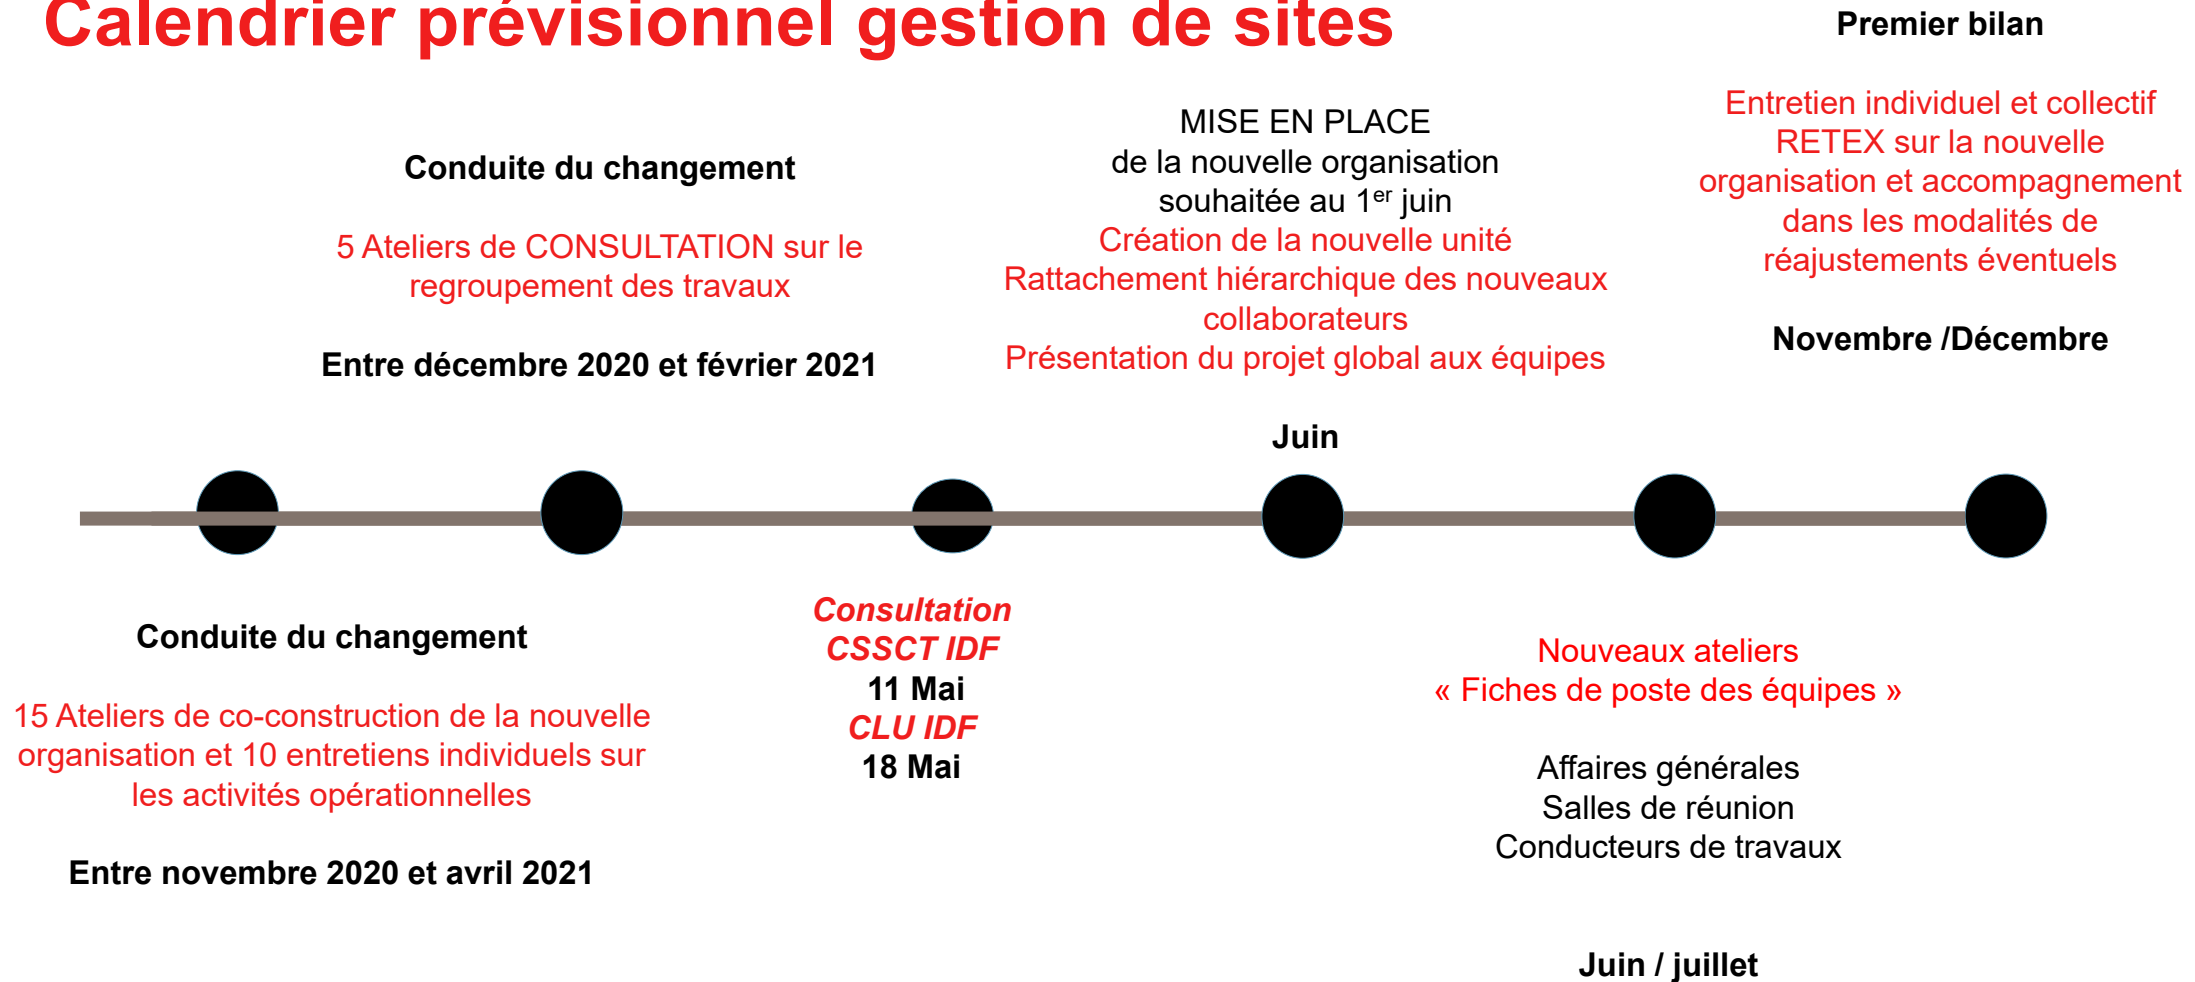 Calendrier prévisionnel gestion de sites
Conduite du changement
15 Ateliers de co-construction de la nouvelle
organisation et 10 entretiens individuels sur
les activités opérationnelles
Entre novembre 2020 et avril 2021
Conduite du changement
5 Ateliers de CONSULTATION sur le
regroupement des travaux
Entre décembre 2020 et février 2021
Consultation
CSSCT IDF
11 Mai
CLU IDF
18 Mai
MISE EN PLACE
de la nouvelle organisation
souhaitée au 1er juin
Création de la nouvelle unité
Rattachement hiérarchique des nouveaux
collaborateurs
Présentation du projet global aux équipes
Juin
Nouveaux ateliers
« Fiches de poste des équipes »
Affaires générales
Salles de réunion
Conducteurs de travaux
Juin / juillet
Premier bilan
Entretien individuel et collectif
RETEX sur la nouvelle
organisation et accompagnement
dans les modalités de
réajustements éventuels
Novembre /Décembre